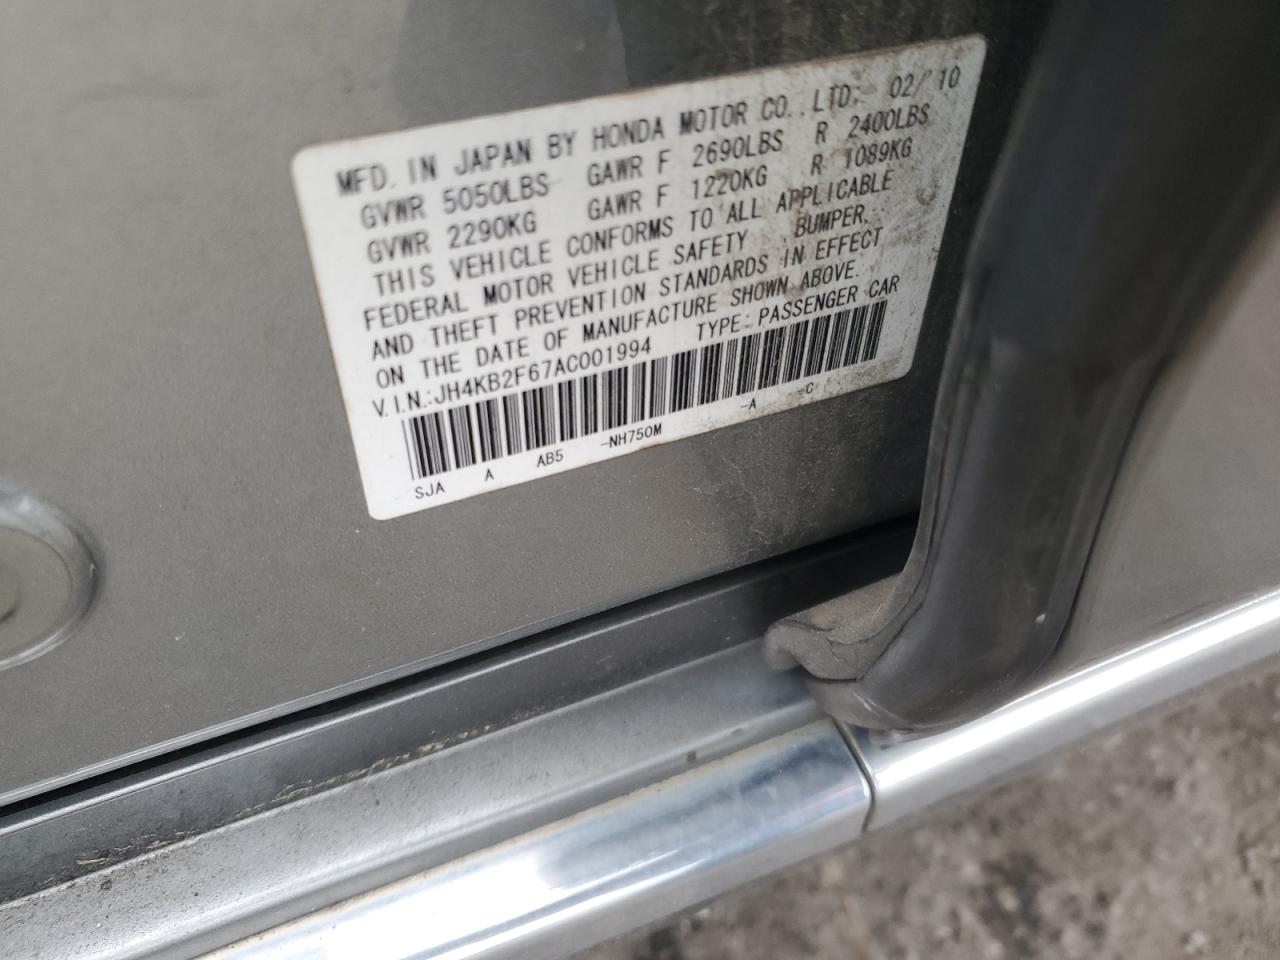 MFD. IN JAPAN BY HONDA MOTOR CO., LTD. 02/ 10
GVWR 5050LBS GAWR F 2690LBS R 2400LBS
GVWR 2290KG GAWR F 1220KG R 1089KG
THIS VEHICLE CONFORMS TO ALL APPLICABLE
FEDERAL MOTOR VEHICLE SAFETY, BUMPER,
AND THEFT PREVENTION STANDARDS IN EFFECT
ON THE DATE OF MANUFACTURE SHOWN ABOVE.
V.I.N.:JH4KB2F67AC001994 TYPE: PASSENGER CAR
SJA A AB5 -NH750M -A -C